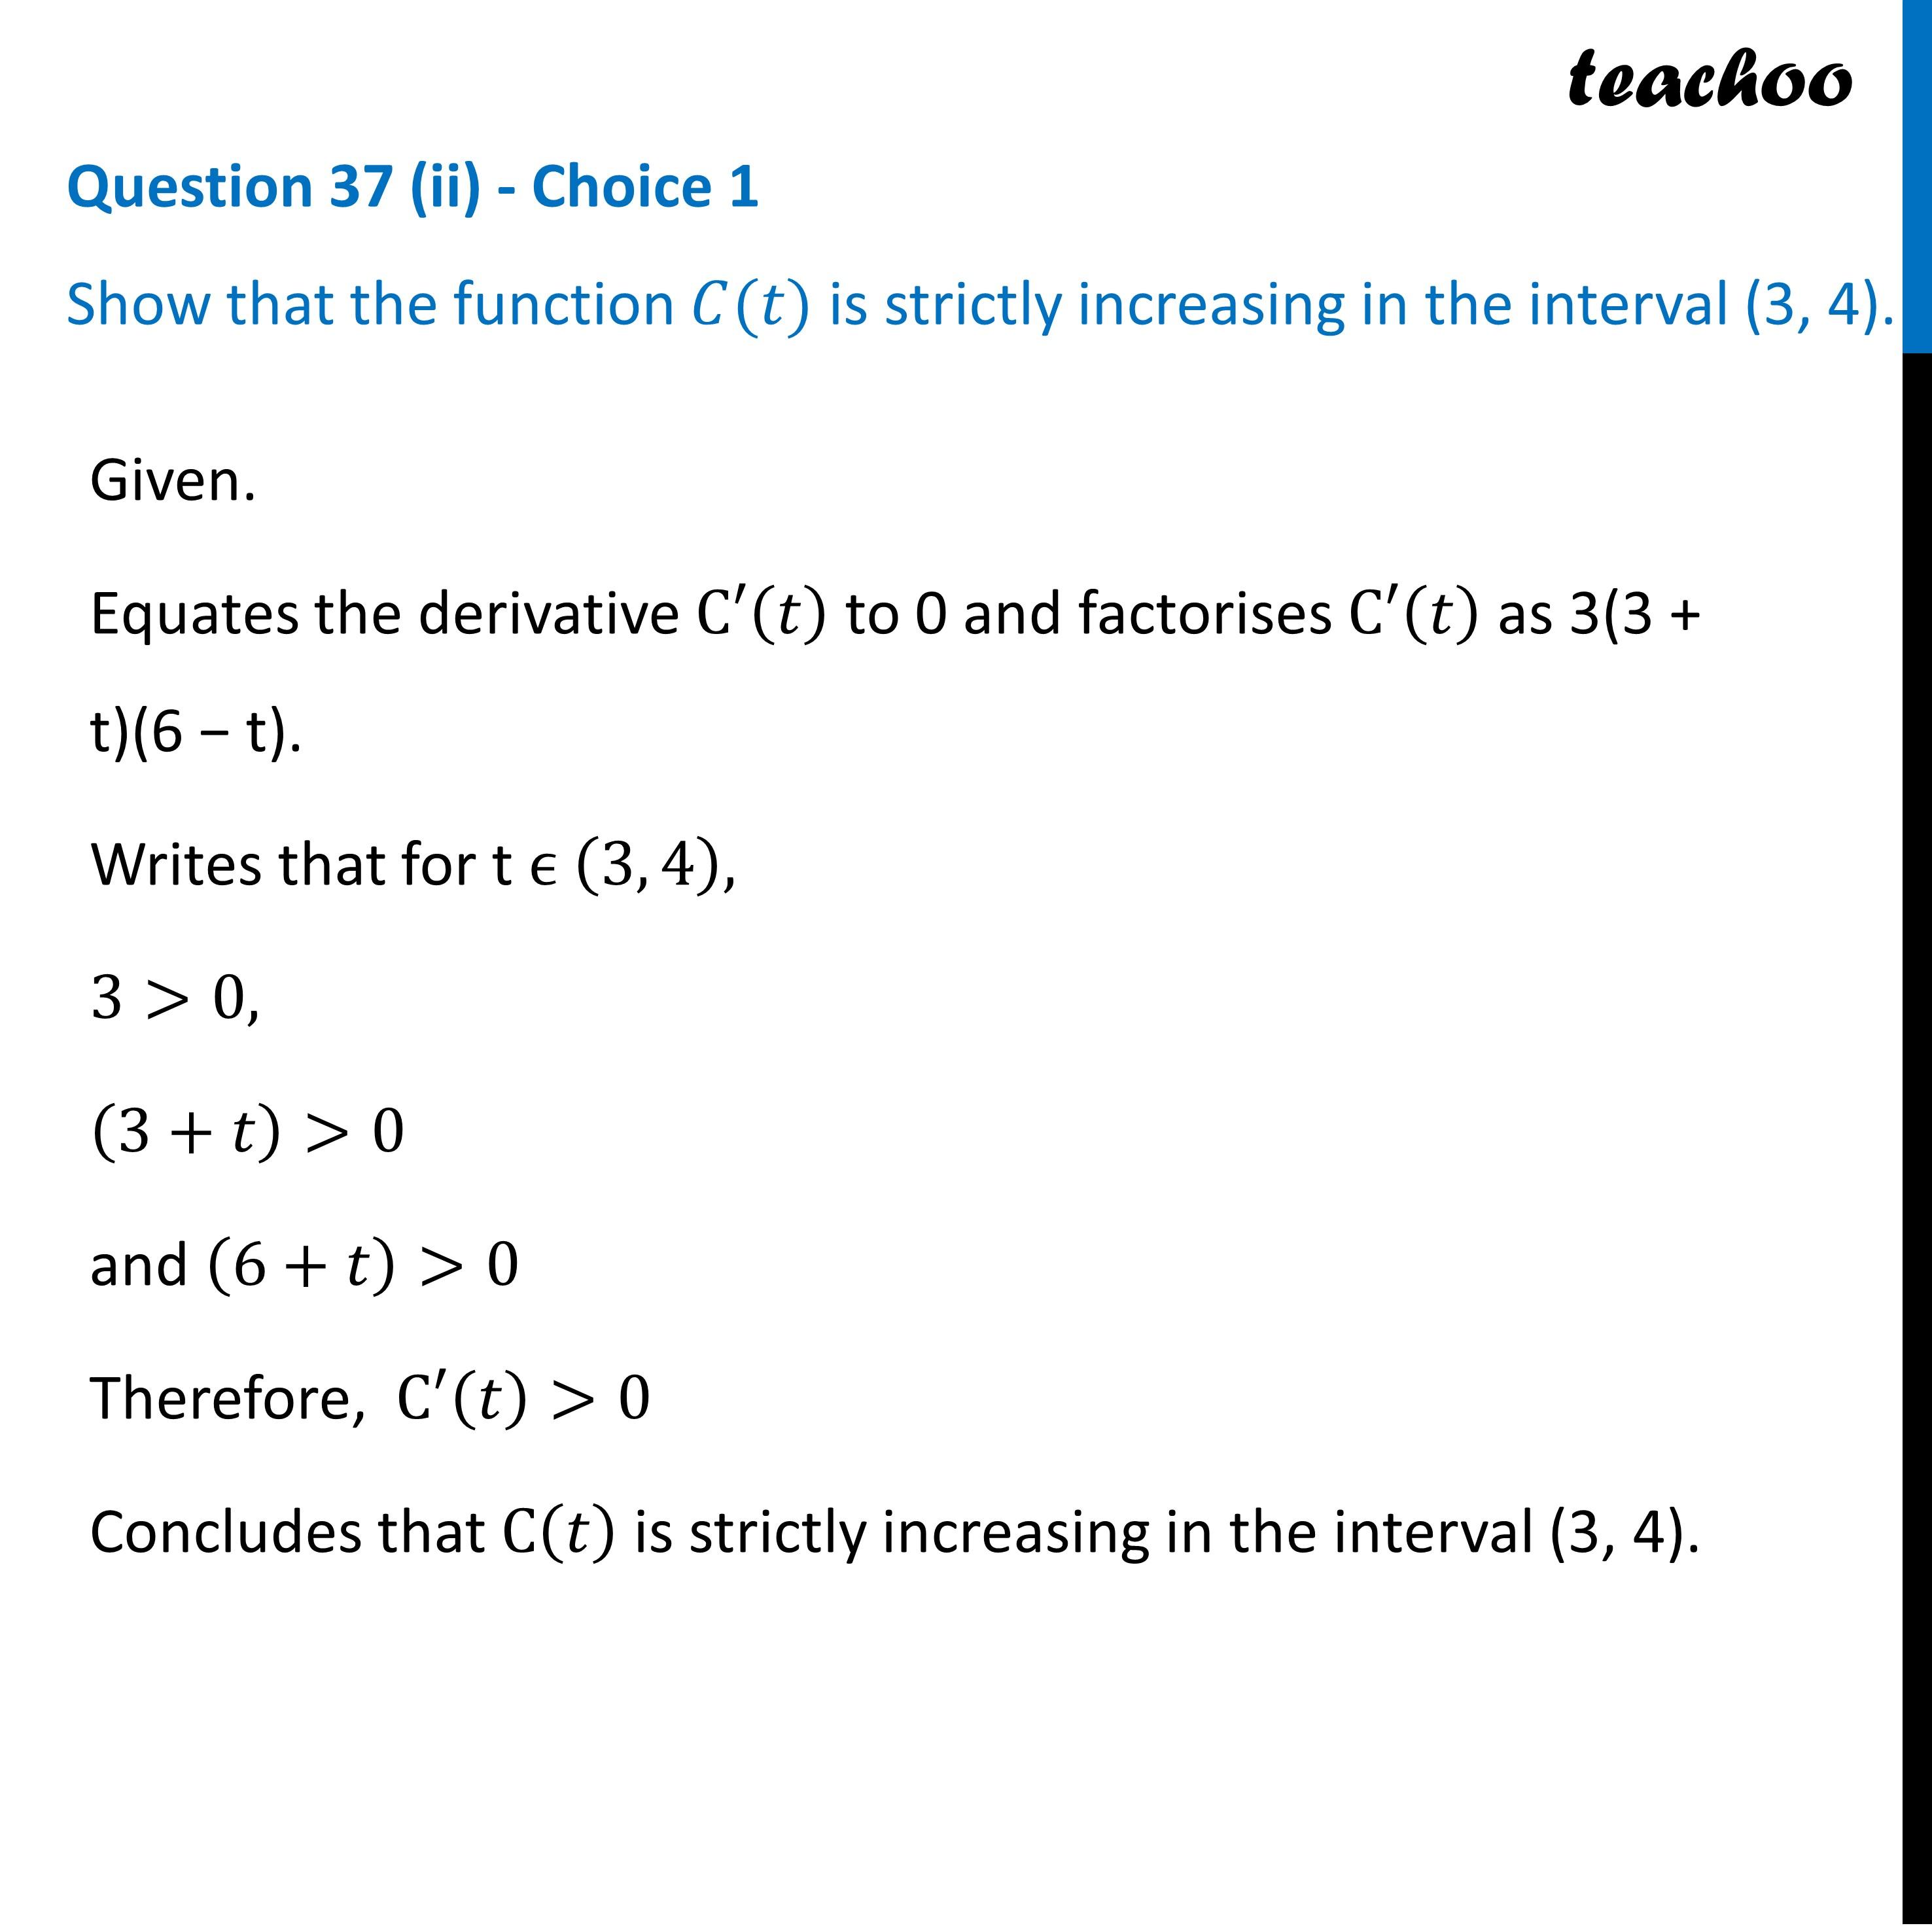 teachoo
Question 37 (ii) - Choice 1
Show that the function C(t) is strictly increasing in the interval (3, 4).
Given.
Equates the derivative C′(t) to 0 and factorises C′(t) as 3(3 +
t)(6 – t).
Writes that for t ϵ (3, 4),
3 > 0,
(3 + t) > 0
and (6 + t) > 0
Therefore, C′(t) > 0
Concludes that C(t) is strictly increasing in the interval (3, 4).